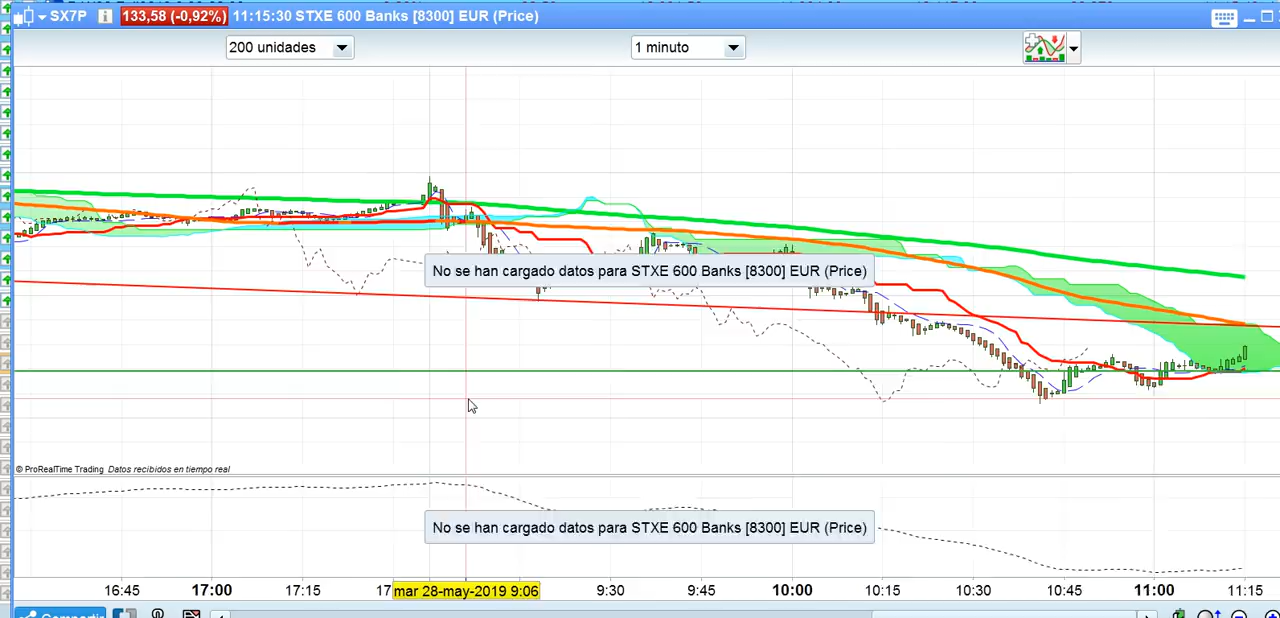 SX7P 133,58 (-0,92%) 11:15:30 STXE 600 Banks [8300] EUR (Price)
200 unidades 1 minuto
No se han cargado datos para STXE 600 Banks [8300] EUR (Price)
© ProRealTime Trading Datos recibidos en tiempo real
No se han cargado datos para STXE 600 Banks [8300] EUR (Price)
16:45 17:00 17:15 17 mar 28-may-2019 9:06 9:30 9:45 10:00 10:15 10:30 10:45 11:00 11:15
Compartir